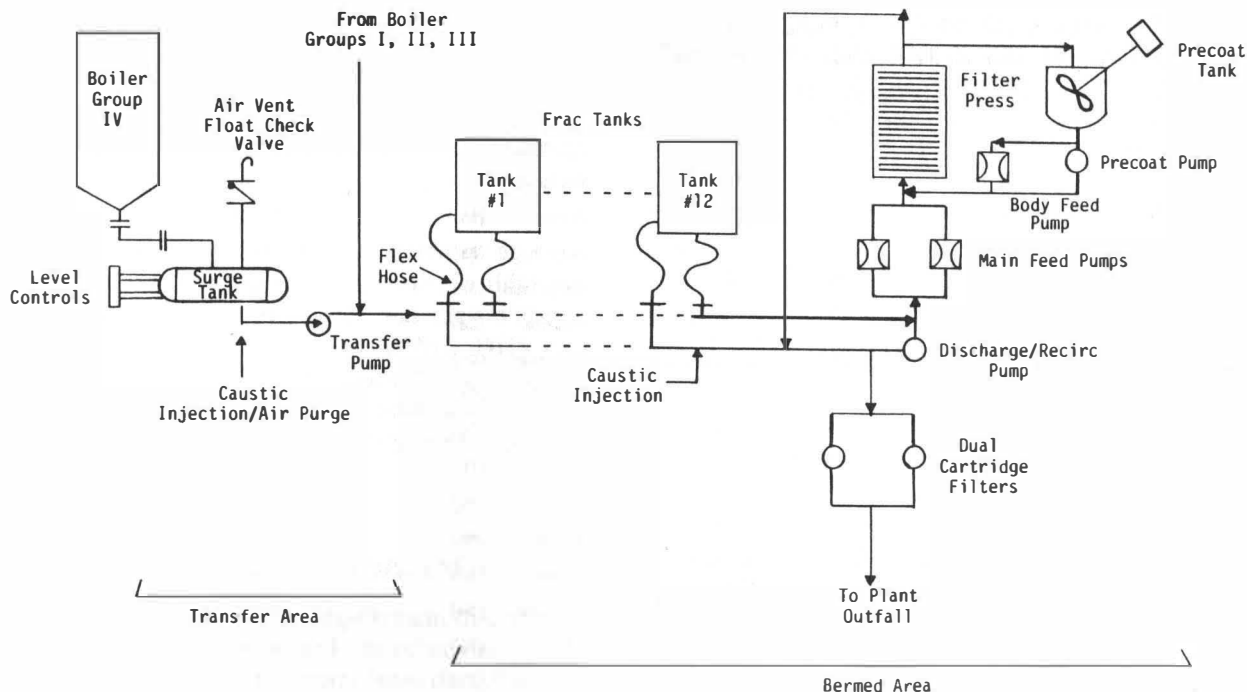 From Boiler
Groups I, II, III
Boiler
Group
IV
Air Vent
Float Check
Valve
Frac Tanks
Filter
Press
Precoat
Tank
Tank
#1
Tank
#12
Precoat Pump
Body Feed
Pump
Flex
Hose
Main Feed Pumps
Level
Controls
Surge
Tank
Transfer
Pump
Caustic
Injection
Discharge/Recirc
Pump
Caustic
Injection/Air Purge
Dual
Cartridge
Filters
To Plant
Outfall
Transfer Area
Bermed Area